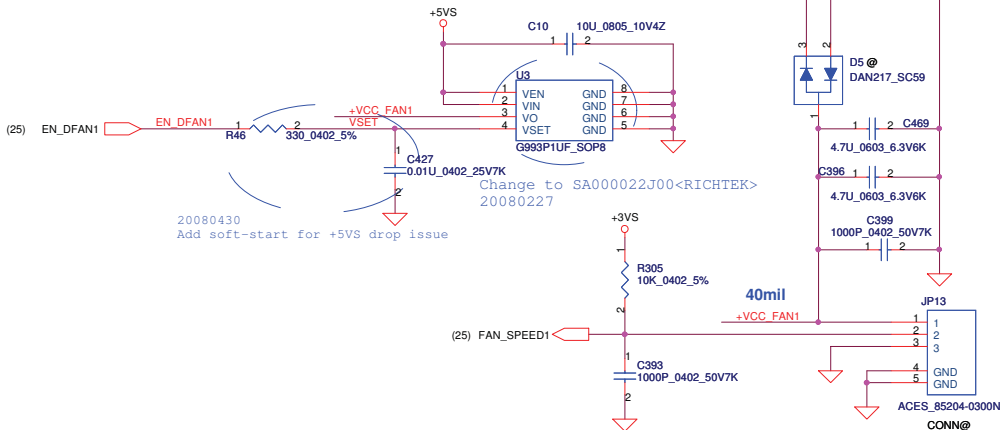 +5VS
C10 10U_0805_10V4Z
1 2
U3
1 VEN GND 8
2 VIN GND 7
3 VO GND 6
4 VSET GND 5
G993P1UF_SOP8
+VCC_FAN1
VSET
(25) EN_DFAN1
EN_DFAN1
1 2
R46 330_0402_5%
1
C427
0.01U_0402_25V7K
2
Change to SA000022J00<RICHTEK>
20080227
20080430
Add soft-start for +5VS drop issue
3 2
D5 @
DAN217_SC59
1
1 2 C469
4.7U_0603_6.3V6K
C396 1 2
4.7U_0603_6.3V6K
C399
1000P_0402_50V7K
1 2
+3VS
1
R305
10K_0402_5%
2
(25) FAN_SPEED1
1
C393
1000P_0402_50V7K
2
40mil
+VCC_FAN1
JP13
1 1
2 2
3 3
4 GND
5 GND
ACES_85204-0300N
CONN@